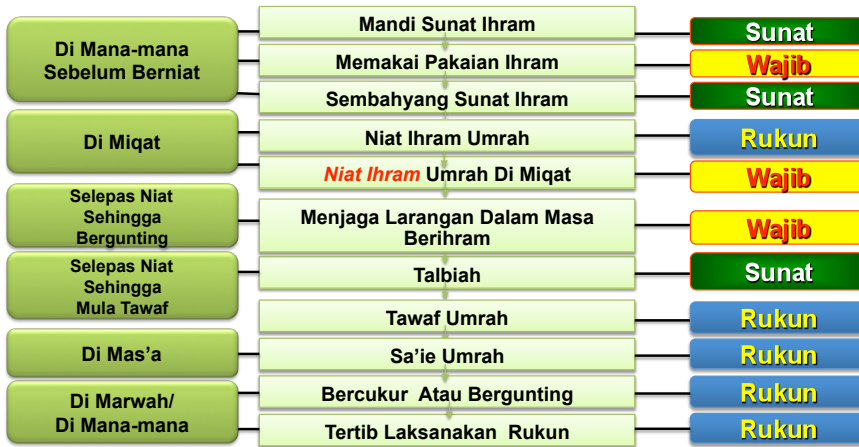 Di Mana-mana
Sebelum Berniat
Mandi Sunat Ihram
Sunat
Memakai Pakaian Ihram
Wajib
Sembahyang Sunat Ihram
Sunat
Di Miqat
Niat Ihram Umrah
Rukun
Niat Ihram Umrah Di Miqat
Wajib
Selepas Niat
Sehingga
Bergunting
Menjaga Larangan Dalam Masa
Berihram
Wajib
Selepas Niat
Sehingga
Mula Tawaf
Talbiah
Sunat
Tawaf Umrah
Rukun
Di Mas’a
Sa’ie Umrah
Rukun
Di Marwah/
Di Mana-mana
Bercukur Atau Bergunting
Rukun
Tertib Laksanakan Rukun
Rukun